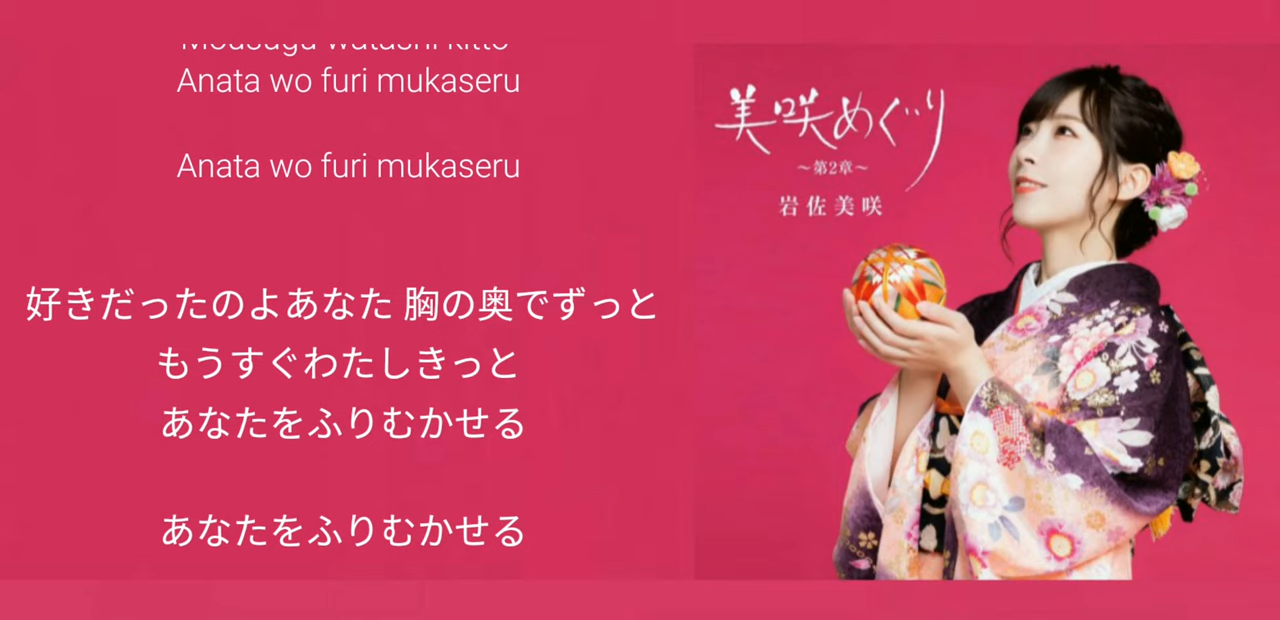 Mousugu watashi kitto
Anata wo furi mukaseru
Anata wo furi mukaseru
好きだったのよあなた 胸の奥でずっと
もうすぐわたしきっと
あなたをふりむかせる
あなたをふりむかせる
美咲めぐり
～第2章～
岩佐美咲